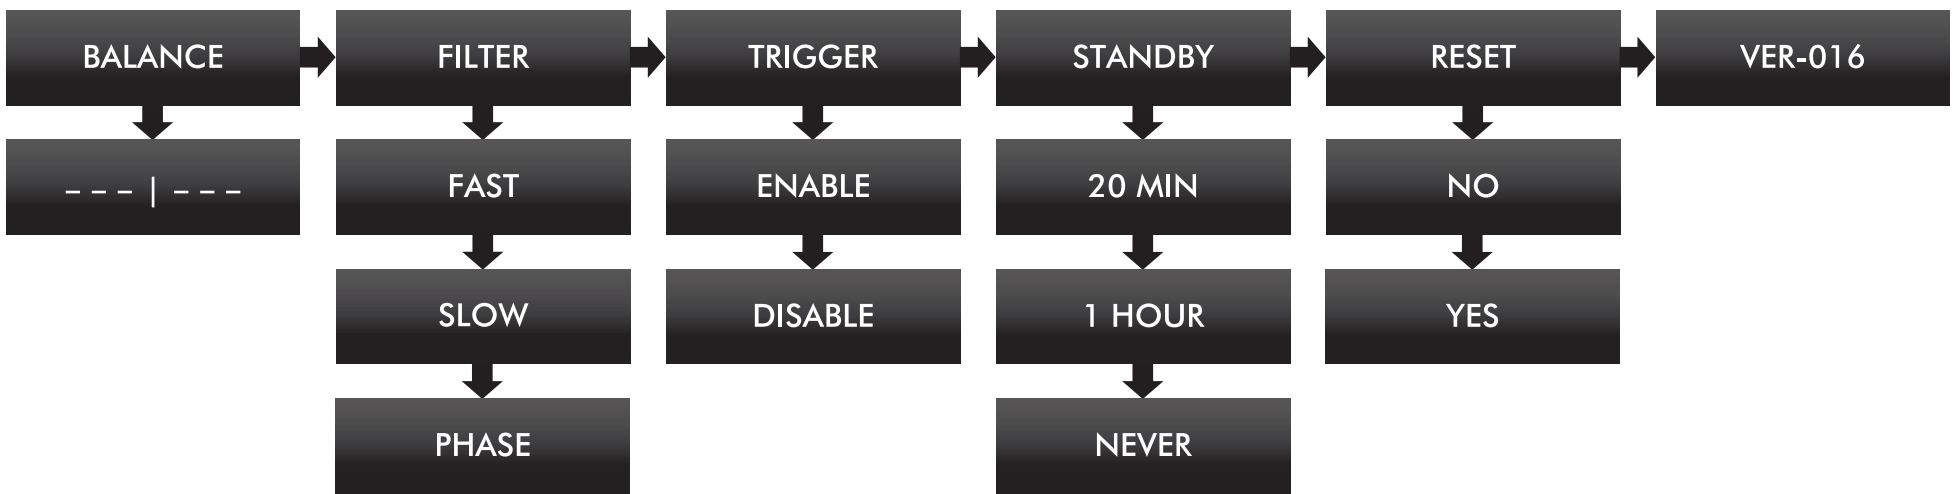 BALANCE
FILTER
TRIGGER
STANDBY
RESET
VER-016
– – – | – – –
FAST
ENABLE
20 MIN
NO
SLOW
DISABLE
1 HOUR
YES
PHASE
NEVER